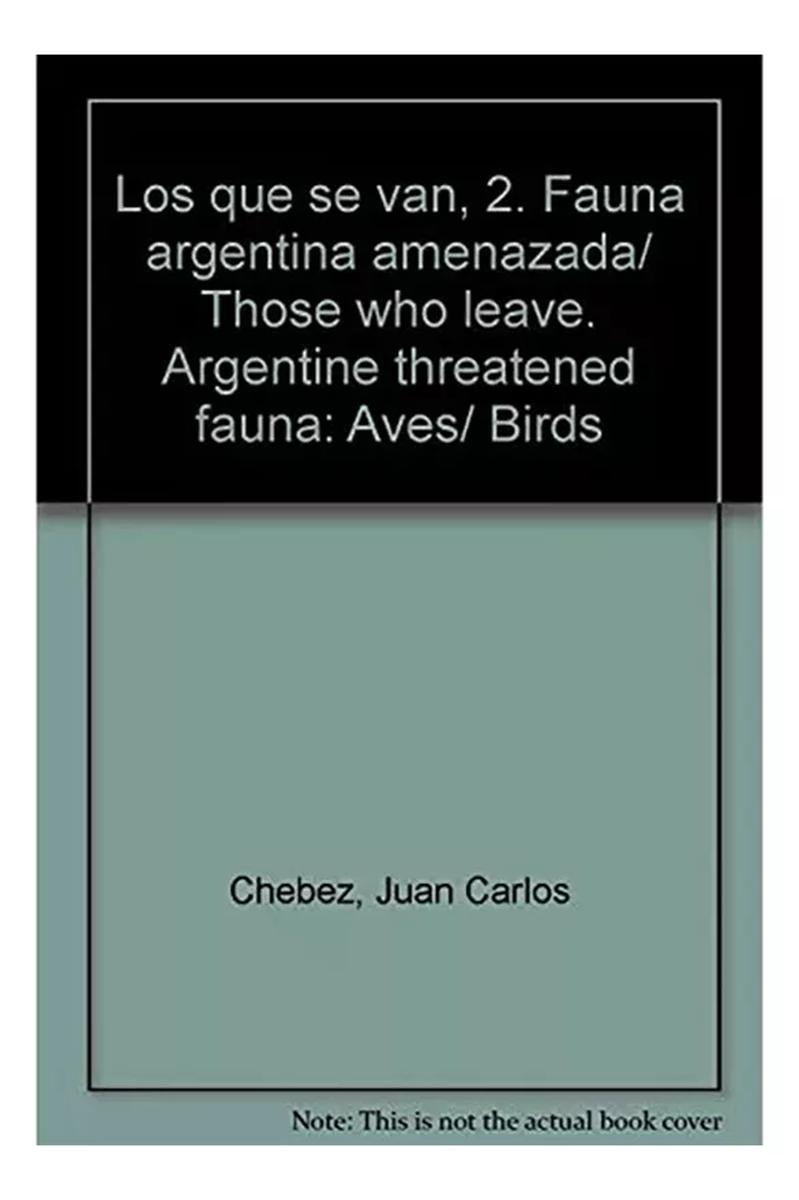 Los que se van, 2. Fauna
argentina amenazada/
Those who leave.
Argentine threatened
fauna: Aves/ Birds
Chebez, Juan Carlos
Note: This is not the actual book cover